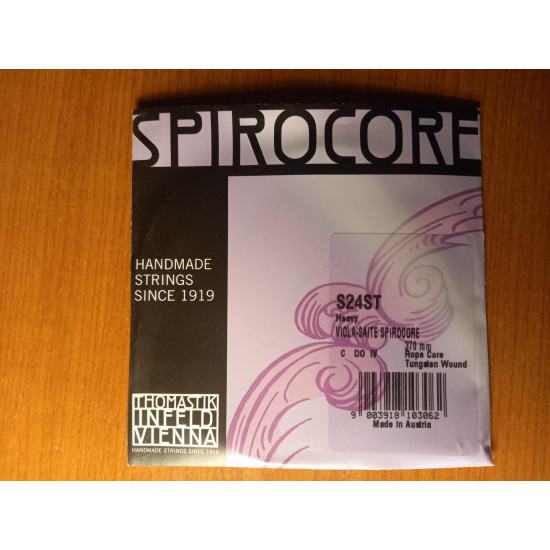 SPIROCORE
HANDMADE
STRINGS
SINCE 1919
S24ST
Heavy
VIOLA-SAITE SPIROCORE
C DO IV
376 mm
Rope Core
Tungsten Wound
9 003918 103062
Made in Austria
THOMASTIK
INFELD
VIENNA
HANDMADE STRINGS SINCE 1919